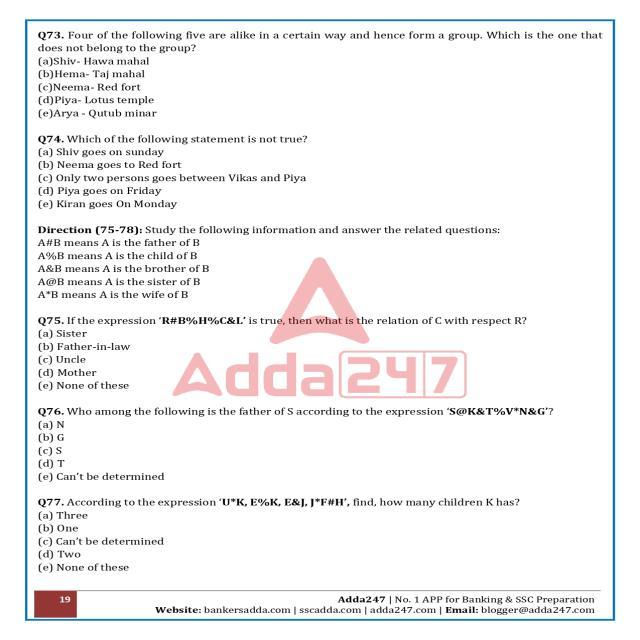 Q73. Four of the following five are alike in a certain way and hence form a group. Which is the one that
does not belong to the group?
(a)Shiv- Hawa mahal
(b)Hema- Taj mahal
(c)Neema- Red fort
(d)Piya- Lotus temple
(e)Arya - Qutub minar
Q74. Which of the following statement is not true?
(a) Shiv goes on sunday
(b) Neema goes to Red fort
(c) Only two persons goes between Vikas and Piya
(d) Piya goes on Friday
(e) Kiran goes On Monday
Direction (75-78): Study the following information and answer the related questions:
A#B means A is the father of B
A%B means A is the child of B
A&B means A is the brother of B
A@B means A is the sister of B
A*B means A is the wife of B
Q75. If the expression ‘R#B%H%C&L’ is true, then what is the relation of C with respect R?
(a) Sister
(b) Father-in-law
(c) Uncle
(d) Mother
(e) None of these
Adda247
Q76. Who among the following is the father of S according to the expression ‘S@K&T%V*N&G’?
(a) N
(b) G
(c) S
(d) T
(e) Can’t be determined
Q77. According to the expression ‘U*K, E%K, E&J, J*F#H’, find, how many children K has?
(a) Three
(b) One
(c) Can’t be determined
(d) Two
(e) None of these
19
Adda247 | No. 1 APP for Banking & SSC Preparation
Website: bankersadda.com | sscadda.com | adda247.com | Email: blogger@adda247.com